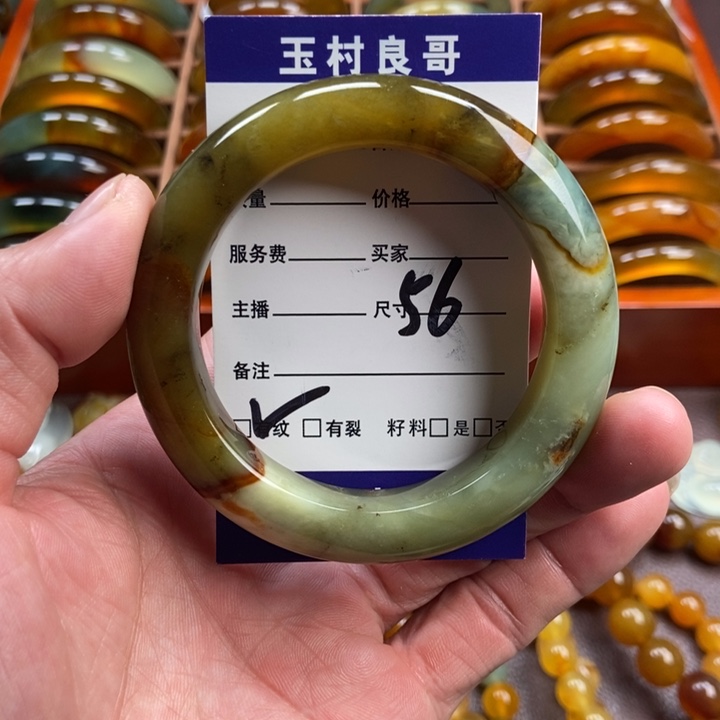 玉村良哥
量 价格
服务费 买家
主播 尺寸 56
备注
纹 有裂 籽料 是